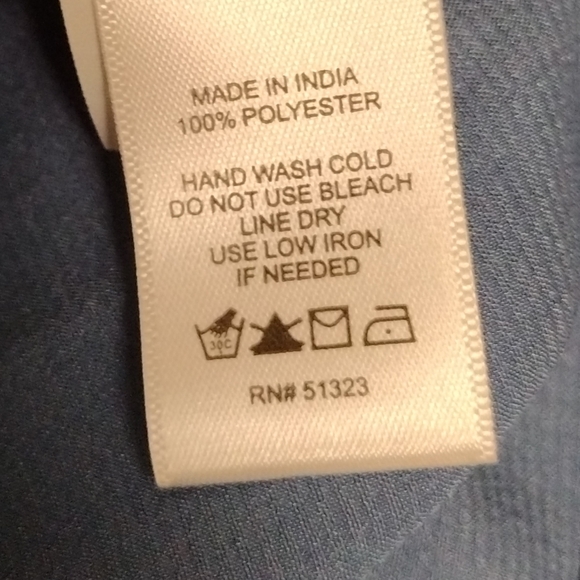 MADE IN INDIA
100% POLYESTER
HAND WASH COLD
DO NOT USE BLEACH
LINE DRY
USE LOW IRON
IF NEEDED
30C
RN# 51323